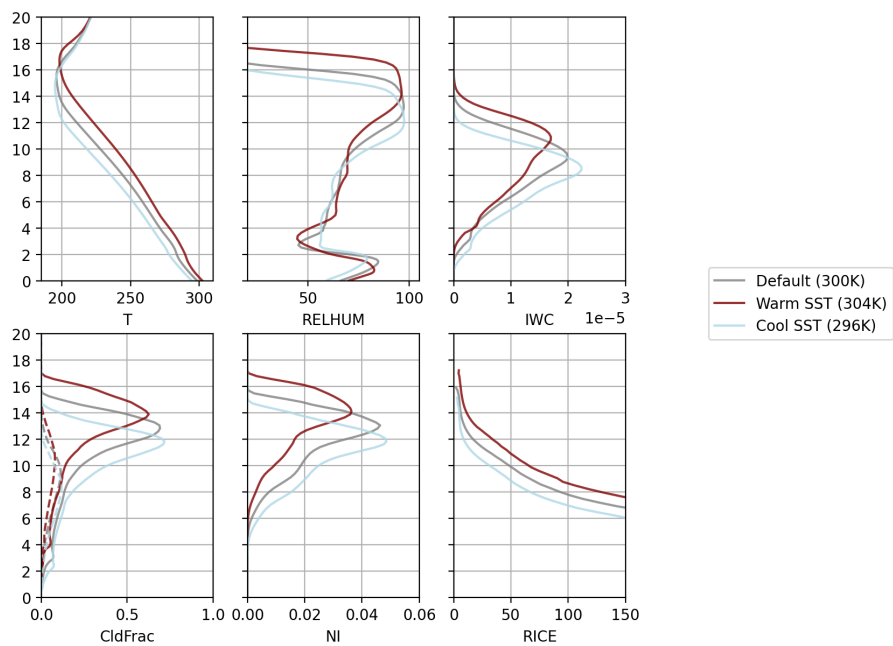 20
18
16
14
12
10
8
6
4
2
0
200 250 300
T
50 100
RELHUM
0 1 2 3
1e−5
IWC
Default (300K)
Warm SST (304K)
Cool SST (296K)
20
18
16
14
12
10
8
6
4
2
0
0.0 0.5 1.0
CldFrac
0.00 0.02 0.04 0.06
NI
0 50 100 150
RICE